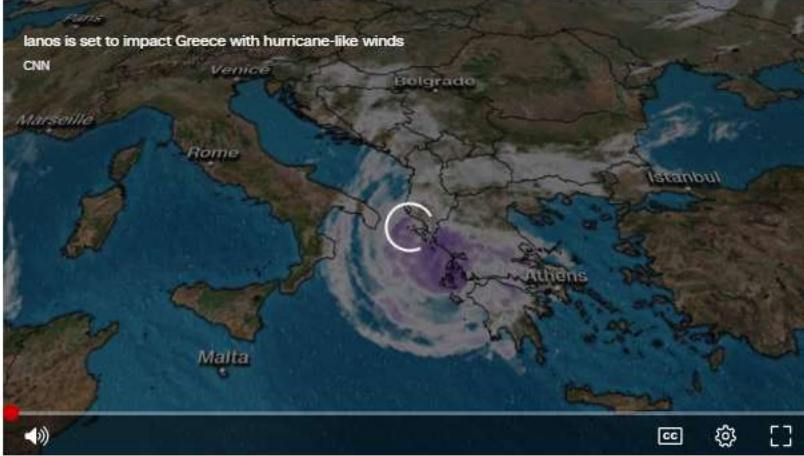 Paris
Ianos is set to impact Greece with hurricane-like winds
CNN
Venice
Belgrade
Marseille
Rome
Istanbul
Athens
Malta
CC